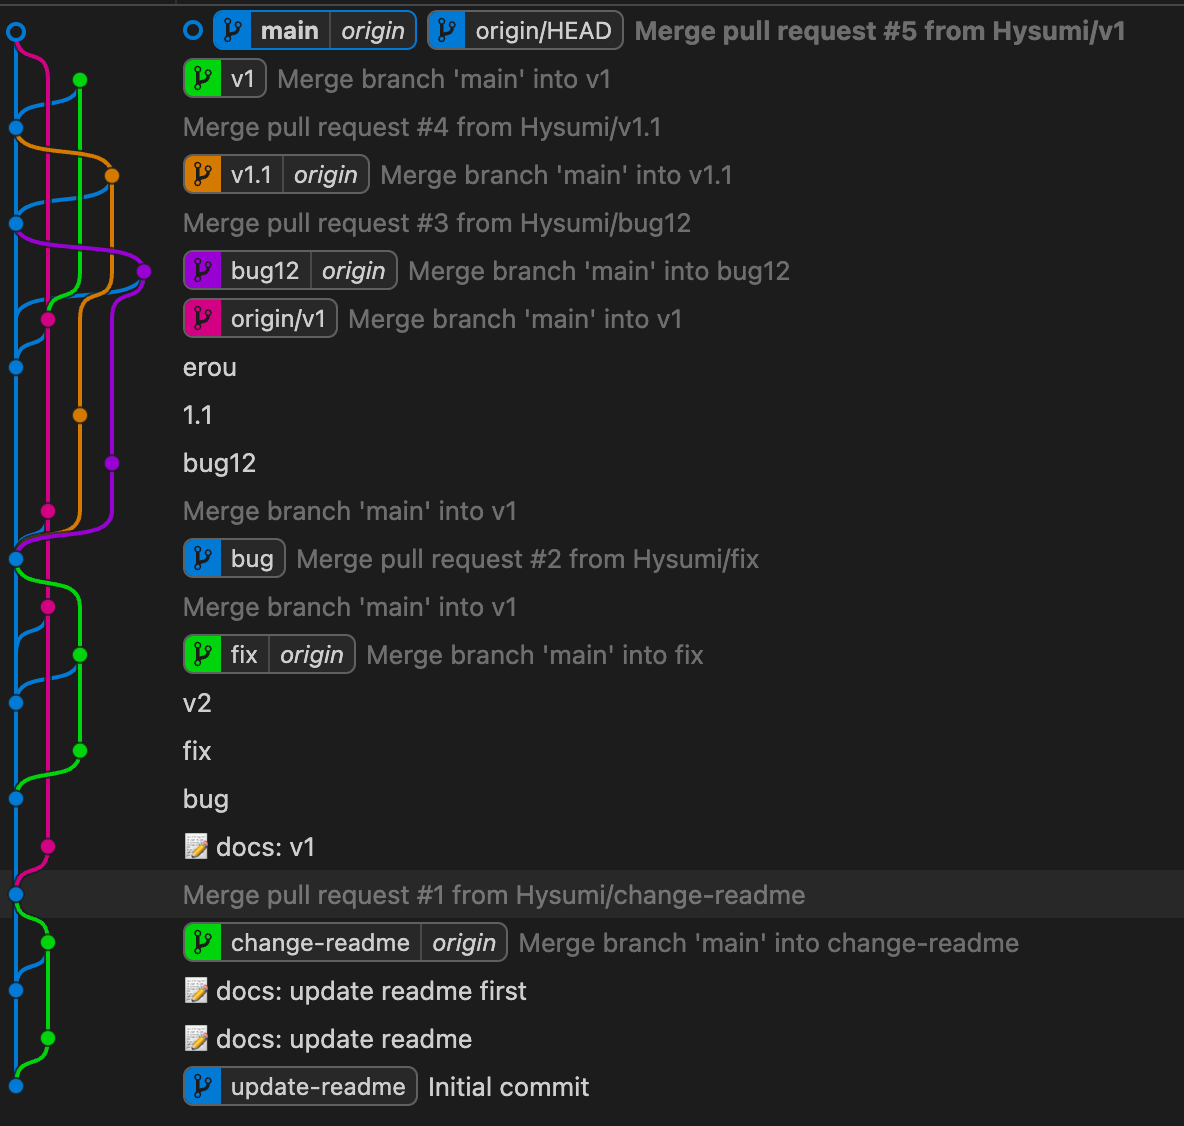 main origin origin/HEAD Merge pull request #5 from Hysumi/v1
v1 Merge branch 'main' into v1
Merge pull request #4 from Hysumi/v1.1
v1.1 origin Merge branch 'main' into v1.1
Merge pull request #3 from Hysumi/bug12
bug12 origin Merge branch 'main' into bug12
origin/v1 Merge branch 'main' into v1
erou
1.1
bug12
Merge branch 'main' into v1
bug Merge pull request #2 from Hysumi/fix
Merge branch 'main' into v1
fix origin Merge branch 'main' into fix
v2
fix
bug
📝 docs: v1
Merge pull request #1 from Hysumi/change-readme
change-readme origin Merge branch 'main' into change-readme
📝 docs: update readme first
📝 docs: update readme
update-readme Initial commit